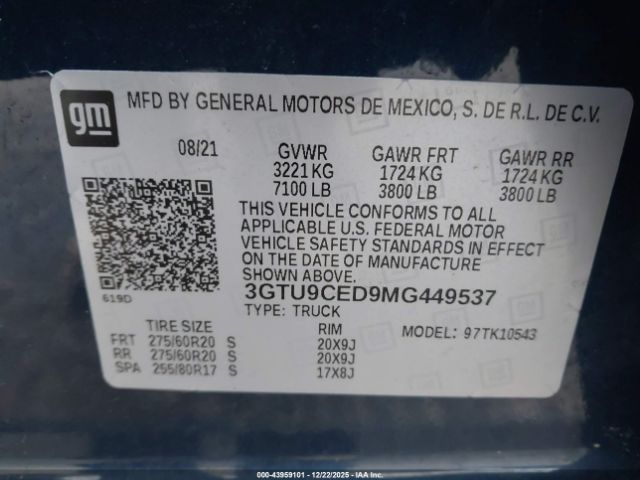 gm
MFD BY GENERAL MOTORS DE MEXICO, S. DE R.L. DE C.V.
08/21 GVWR GAWR FRT GAWR RR
3221 KG 1724 KG 1724 KG
7100 LB 3800 LB 3800 LB
THIS VEHICLE CONFORMS TO ALL
APPLICABLE U.S. FEDERAL MOTOR
VEHICLE SAFETY STANDARDS IN EFFECT
ON THE DATE OF MANUFACTURE
SHOWN ABOVE.
619D
3GTU9CED9MG449537
TYPE: TRUCK
TIRE SIZE RIM MODEL: 97TK10543
FRT 275/60R20 S 20X9J
RR 275/60R20 S 20X9J
SPA 255/80R17 S 17X8J
000-43959101 - 12/22/2025 - IAA Inc.